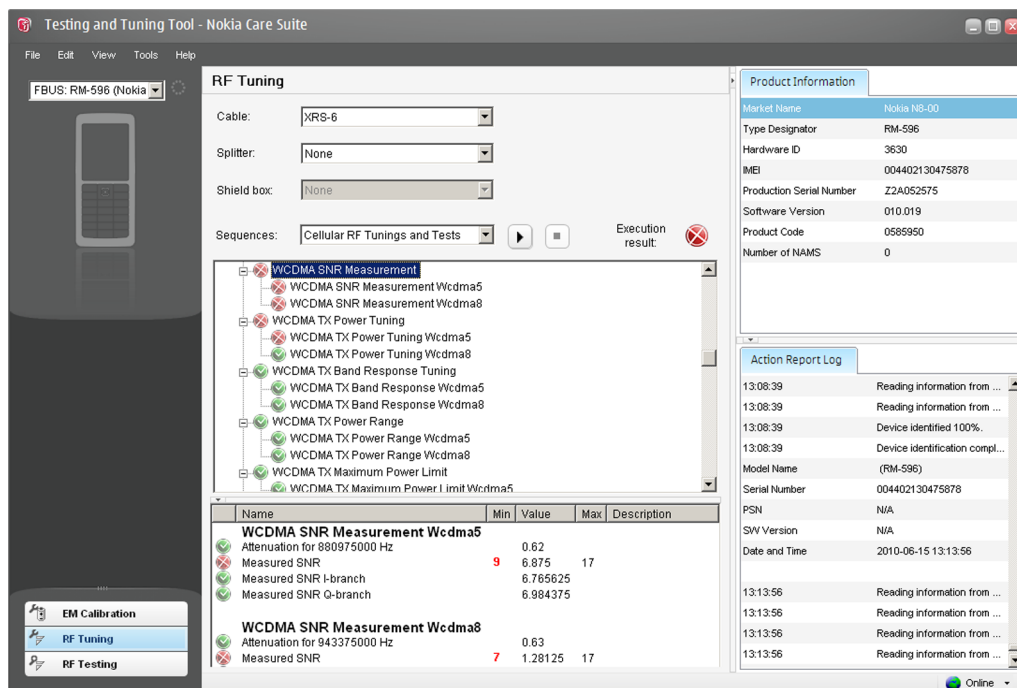 Testing and Tuning Tool - Nokia Care Suite
File Edit View Tools Help
FBUS: RM-596 (Nokia
RF Tuning
Cable: XRS-6
Splitter: None
Shield box: None
Sequences: Cellular RF Tunings and Tests
Execution
result:
WCDMA SNR Measurement
WCDMA SNR Measurement Wcdma5
WCDMA SNR Measurement Wcdma8
WCDMA TX Power Tuning
WCDMA TX Power Tuning Wcdma5
WCDMA TX Power Tuning Wcdma8
WCDMA TX Band Response Tuning
WCDMA TX Band Response Wcdma5
WCDMA TX Band Response Wcdma8
WCDMA TX Power Range
WCDMA TX Power Range Wcdma5
WCDMA TX Power Range Wcdma8
WCDMA TX Maximum Power Limit
WCDMA TX Maximum Power Limit Wcdma5
Name Min Value Max Description
WCDMA SNR Measurement Wcdma5
Attenuation for 880975000 Hz 0.62
Measured SNR 9 6.875 17
Measured SNR I-branch 6.765625
Measured SNR Q-branch 6.984375
WCDMA SNR Measurement Wcdma8
Attenuation for 943375000 Hz 0.63
Measured SNR 7 1.28125 17
EM Calibration
RF Tuning
RF Testing
Product Information
Market Name Nokia N8-00
Type Designator RM-596
Hardware ID 3630
IMEI 004402130475878
Production Serial Number Z2A052575
Software Version 010.019
Product Code 0585950
Number of NAMS 0
Action Report Log
13:08:39 Reading information from ...
13:08:39 Reading information from ...
13:08:39 Device identified 100%.
13:08:39 Device identification compl...
Model Name (RM-596)
Serial Number 004402130475878
PSN N/A
SW Version N/A
Date and Time 2010-06-15 13:13:56
13:13:56 Reading information from ...
13:13:56 Reading information from ...
13:13:56 Reading information from ...
13:13:56 Reading information from ...
Online